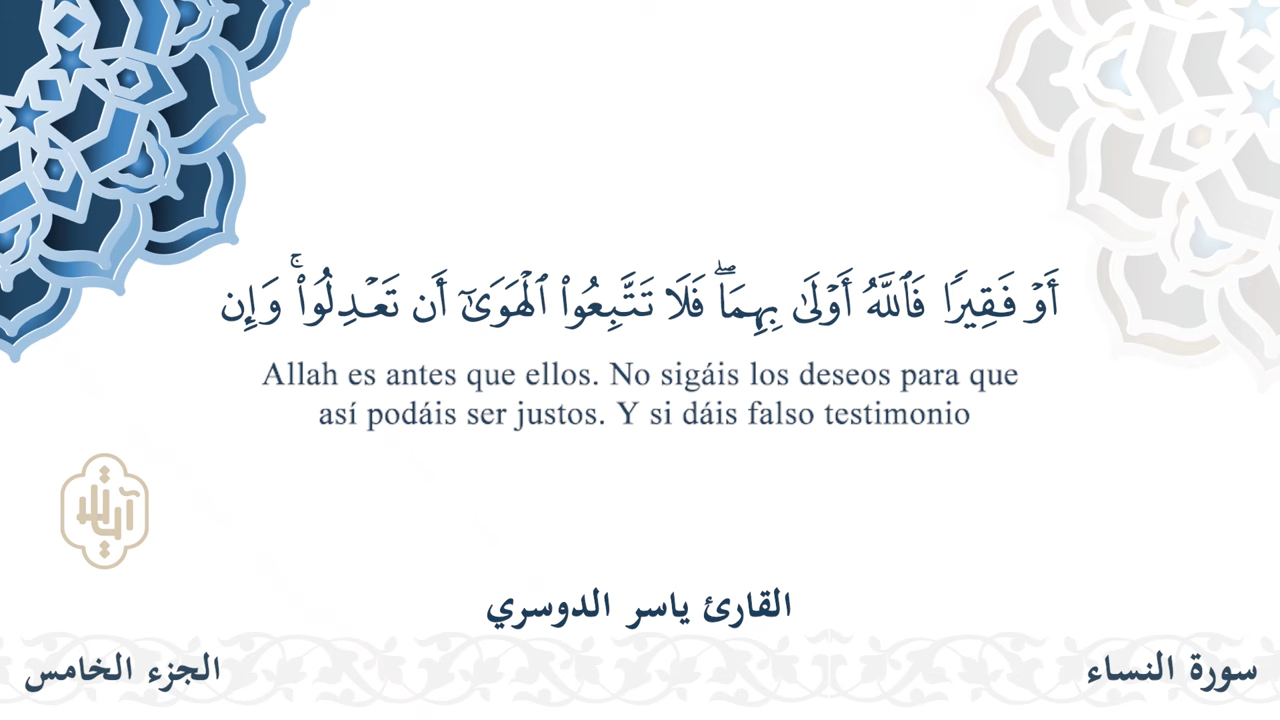 أَوۡ فَقِيرٗا فَٱللَّهُ أَوۡلَىٰ بِهِمَاۖ فَلَا تَتَّبِعُواْ ٱلۡهَوَىٰٓ أَن تَعۡدِلُواْۚ وَإِن
Allah es antes que ellos. No sigáis los deseos para que
así podáis ser justos. Y si dáis falso testimonio
القارئ ياسر الدوسري
سورة النساء
الجزء الخامس